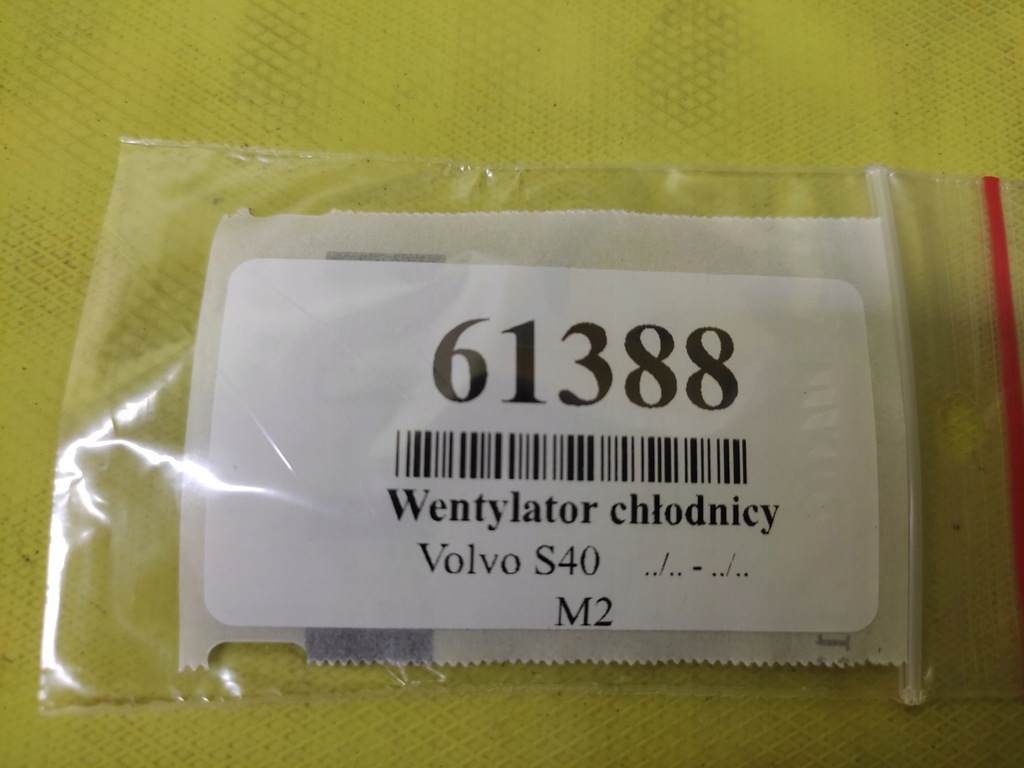 61388
Wentylator chłodnicy
Volvo S40 ../.. - ../..
M2